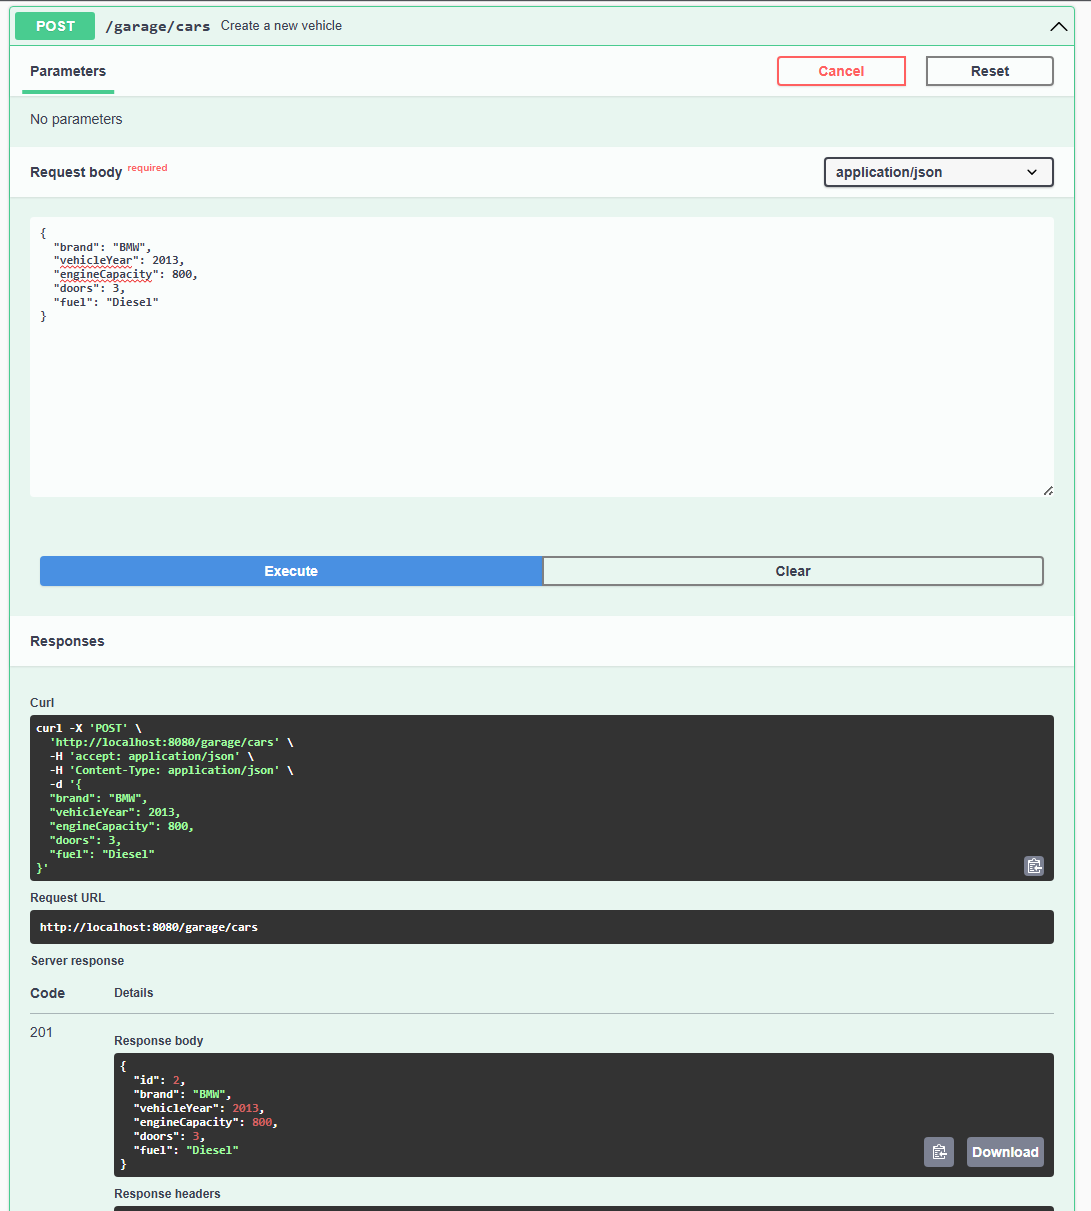 POST /garage/cars Create a new vehicle
Parameters
Cancel
Reset
No parameters
Request body required
application/json
{
  "brand": "BMW",
  "vehicleYear": 2013,
  "engineCapacity": 800,
  "doors": 3,
  "fuel": "Diesel"
}
Execute
Clear
Responses
Curl
curl -X 'POST' \
  'http://localhost:8080/garage/cars' \
  -H 'accept: application/json' \
  -H 'Content-Type: application/json' \
  -d '{
  "brand": "BMW",
  "vehicleYear": 2013,
  "engineCapacity": 800,
  "doors": 3,
  "fuel": "Diesel"
}'
Request URL
http://localhost:8080/garage/cars
Server response
Code Details
201
Response body
{
  "id": 2,
  "brand": "BMW",
  "vehicleYear": 2013,
  "engineCapacity": 800,
  "doors": 3,
  "fuel": "Diesel"
}
Download
Response headers